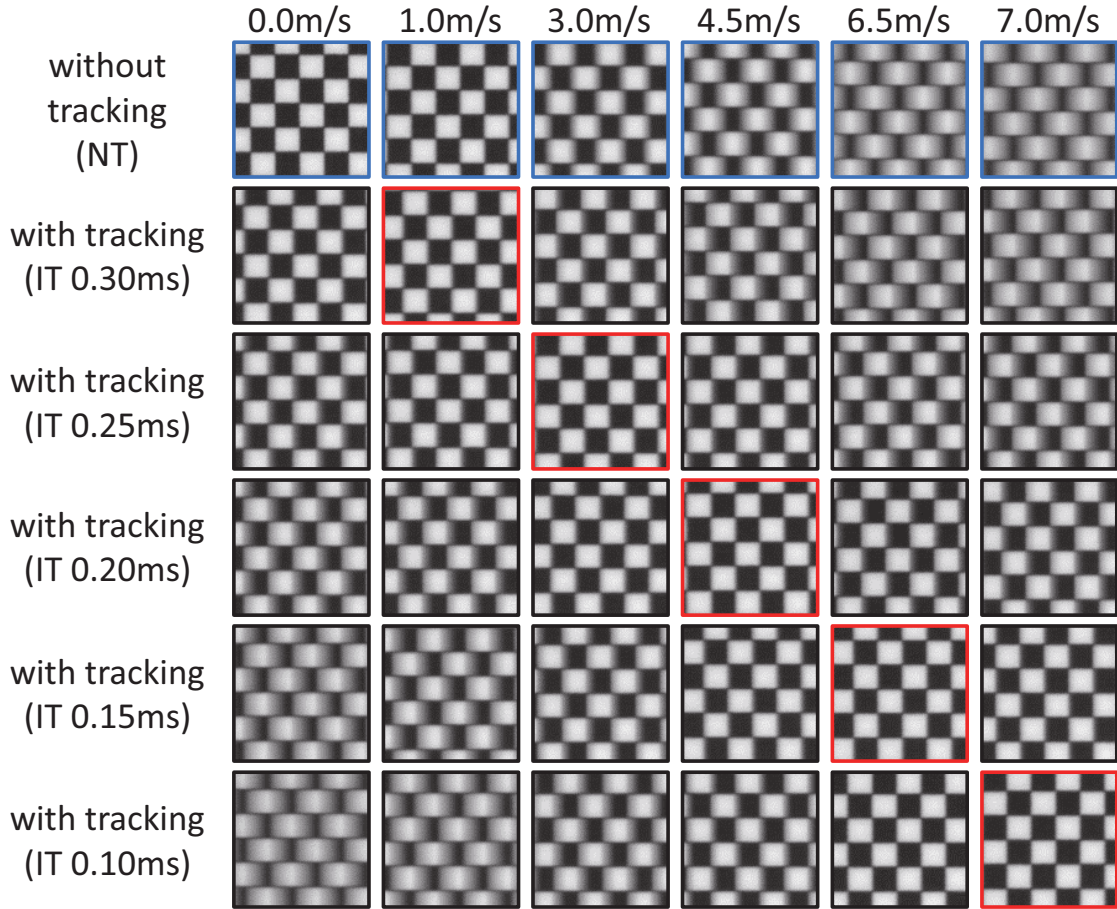 0.0m/s 1.0m/s 3.0m/s 4.5m/s 6.5m/s 7.0m/s
without
tracking
(NT)
with tracking
(IT 0.30ms)
with tracking
(IT 0.25ms)
with tracking
(IT 0.20ms)
with tracking
(IT 0.15ms)
with tracking
(IT 0.10ms)